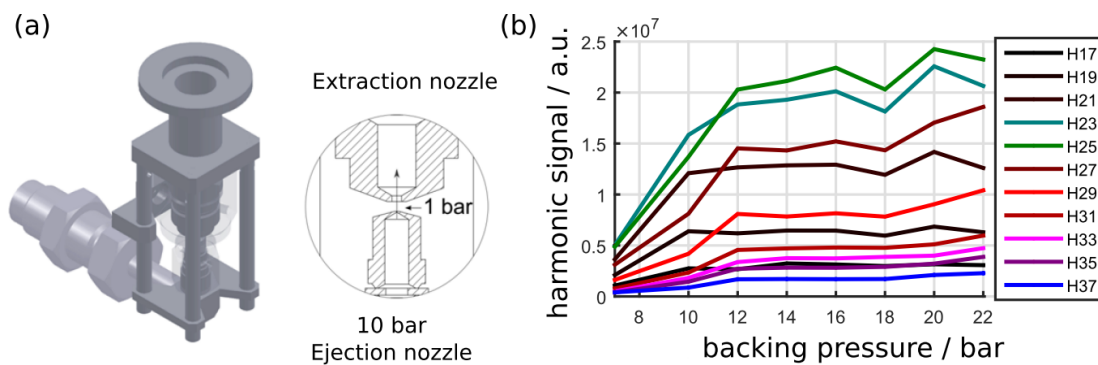 (a)
Extraction nozzle
1 bar
10 bar
Ejection nozzle
(b)
×10⁷
harmonic signal / a.u.
2.5
2
1.5
1
0.5
0
8
10
12
14
16
18
20
22
backing pressure / bar
H17
H19
H21
H23
H25
H27
H29
H31
H33
H35
H37